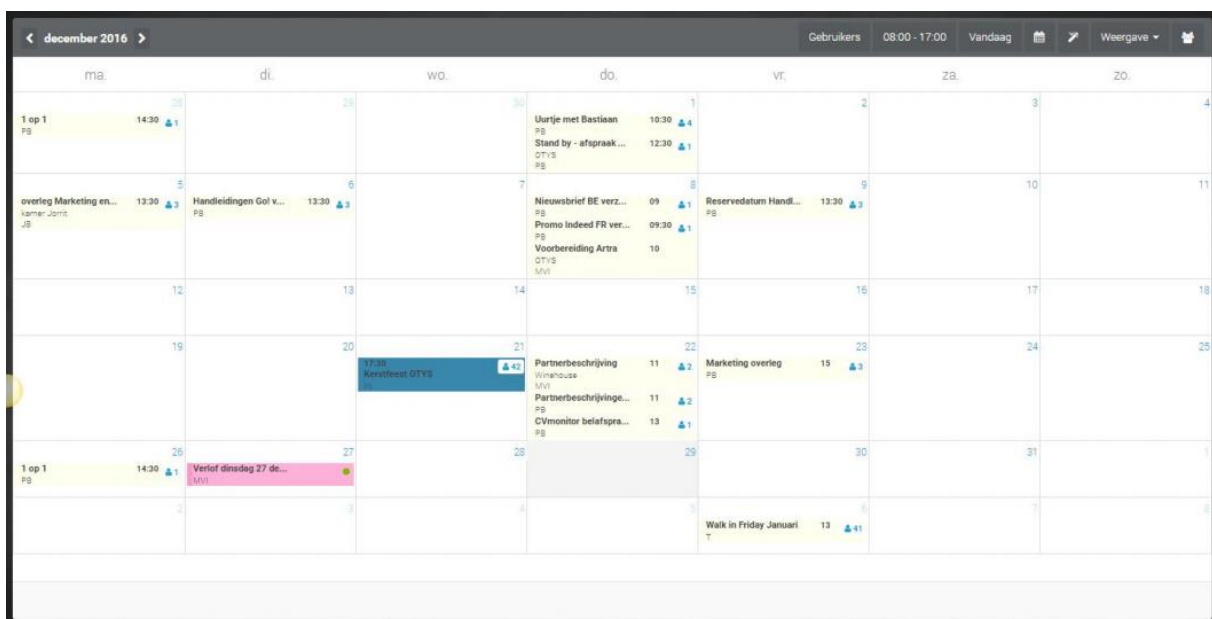 december 2016 Gebruikers 08:00 - 17:00 Vandaag Weergave
ma. di. wo. do. vr. za. zo.
28 29 30 1 2 3 4
1 op 1 14:30 1
PB
Uurtje met Bastiaan 10:30 4
PB
Stand by - afspraak ... 12:30 1
OTYS
PB
5 6 7 8 9 10 11
overleg Marketing en... 13:30 3
kamer Jorrit
JB
Handleidingen Go! v... 13:30 3
PB
Nieuwsbrief BE verz... 09 1
PB
Promo Indeed FR ver... 09:30 1
PB
Voorbereiding Artra 10
OTYS
MVI
Reservedatum Handl... 13:30 3
PB
12 13 14 15 16 17 18
19 20 21 22 23 24 25
17:30 42
Kerstfeest OTYS
Partnerbeschrijving 11 2
Winehouse
MVI
Partnerbeschrijvinge... 11 2
PB
CVmonitor belafspra... 13 1
PB
Marketing overleg 15 3
PB
26 27 28 29 30 31 1
1 op 1 14:30 1
PB
Verlof dinsdag 27 de...
MVI
2 3 4 5 6 7 8
Walk in Friday Januari 13 41
T